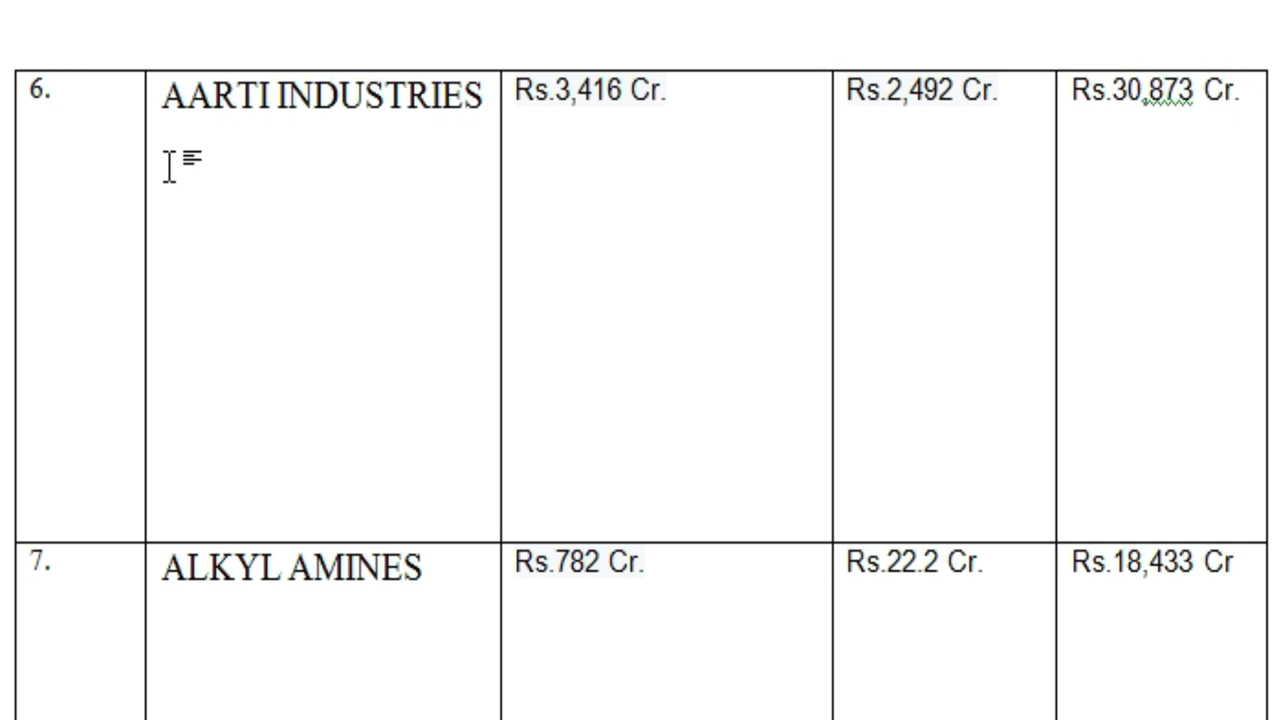 6. AARTI INDUSTRIES Rs.3,416 Cr. Rs.2,492 Cr. Rs.30,873 Cr.
7. ALKYL AMINES Rs.782 Cr. Rs.22.2 Cr. Rs.18,433 Cr